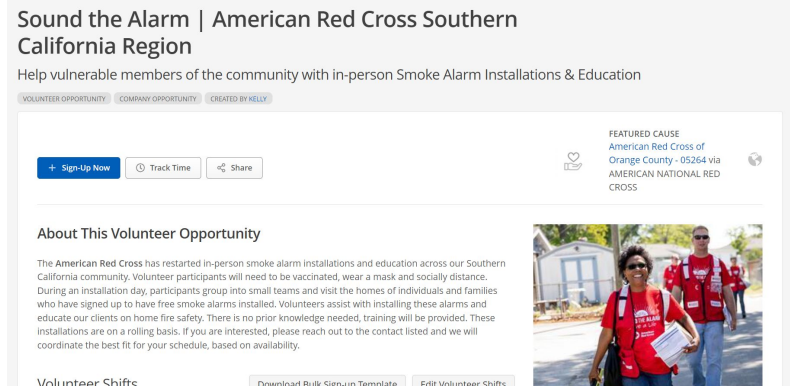 Sound the Alarm | American Red Cross Southern
California Region
Help vulnerable members of the community with in-person Smoke Alarm Installations & Education
VOLUNTEER OPPORTUNITY COMPANY OPPORTUNITY CREATED BY KELLY
FEATURED CAUSE
American Red Cross of
Orange County - 05264 via
AMERICAN NATIONAL RED
CROSS
+ Sign-Up Now Track Time Share
About This Volunteer Opportunity
The American Red Cross has restarted in-person smoke alarm installations and education across our Southern
California community. Volunteer participants will need to be vaccinated, wear a mask and socially distance.
During an installation day, participants group into small teams and visit the homes of individuals and families
who have signed up to have free smoke alarms installed. Volunteers assist with installing these alarms and
educate our clients on home fire safety. There is no prior knowledge needed, training will be provided. These
installations are on a rolling basis. If you are interested, please reach out to the contact listed and we will
coordinate the best fit for your schedule, based on availability.
Volunteer Shifts Download Bulk Sign-up Template Edit Volunteer Shifts